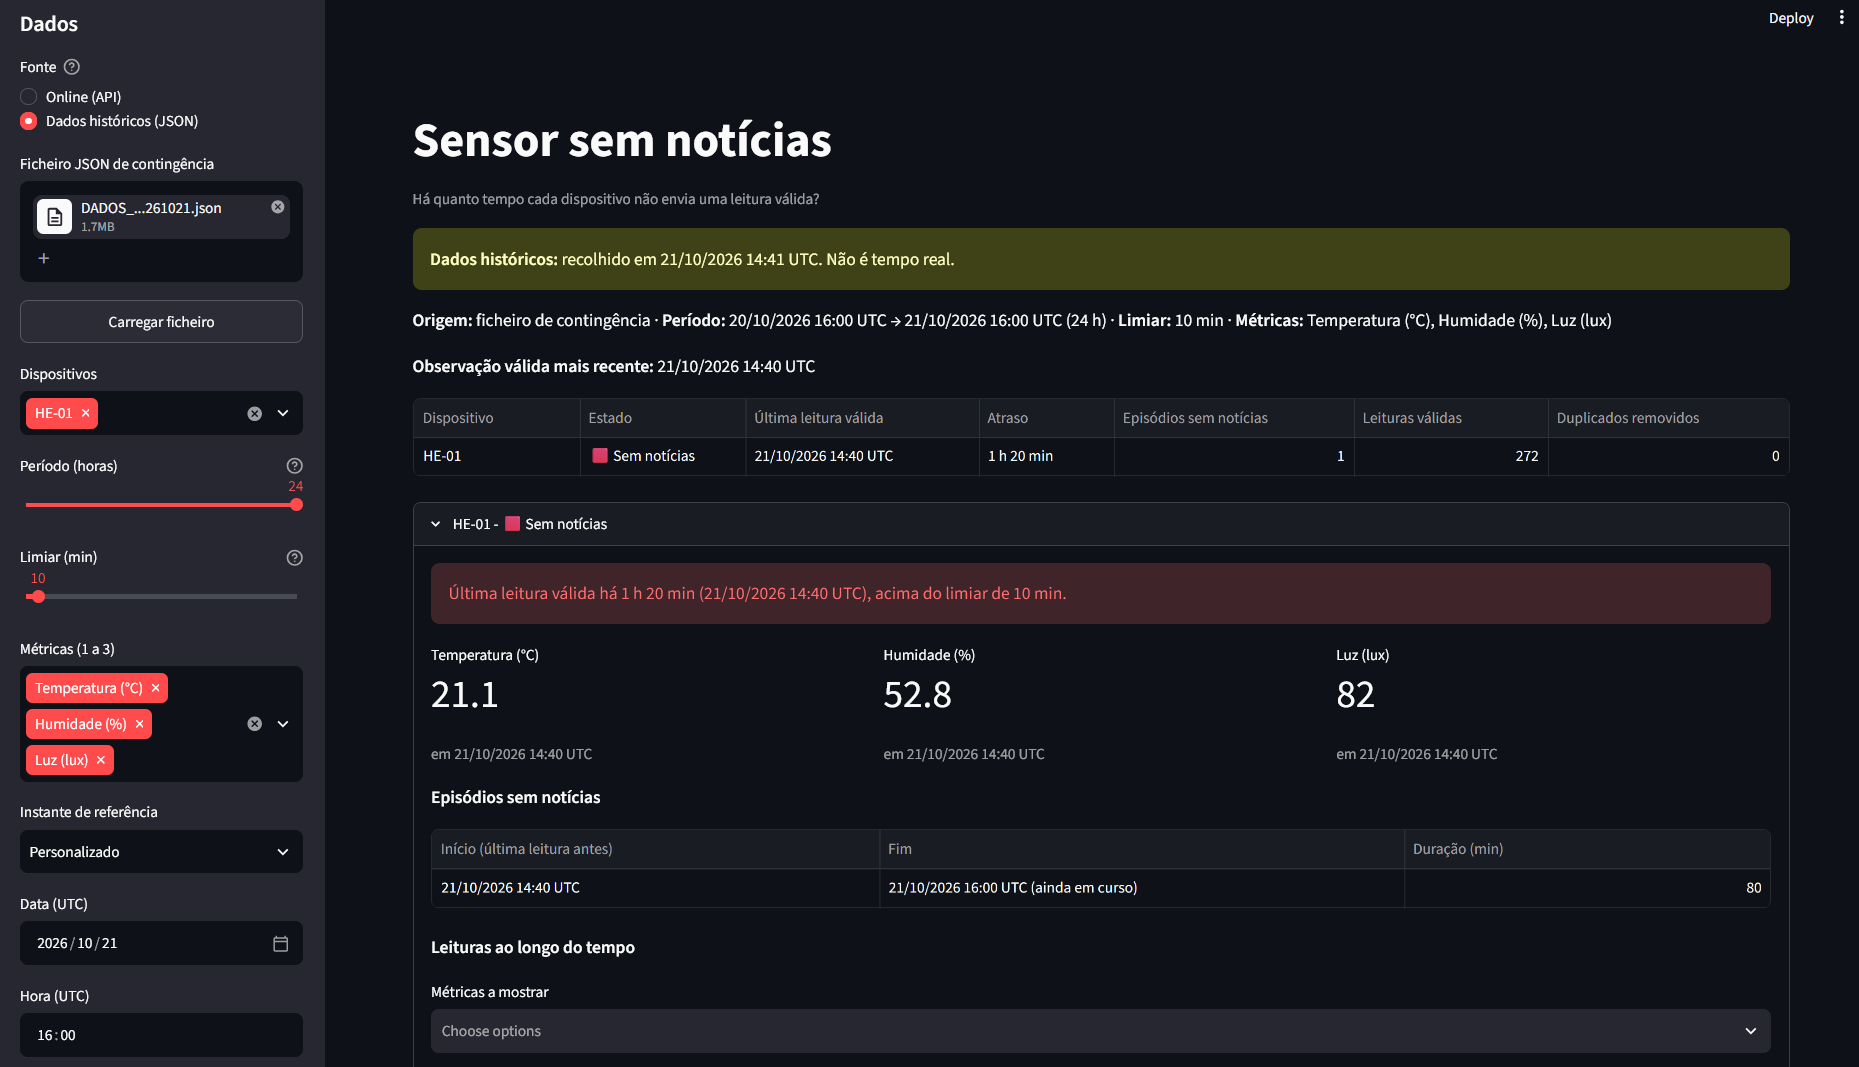 Dados
Fonte
Online (API)
Dados históricos (JSON)
Ficheiro JSON de contingência
DADOS_...261021.json
1.7MB
Carregar ficheiro
Dispositivos
HE-01
Período (horas)
24
Limiar (min)
10
Métricas (1 a 3)
Temperatura (°C)
Humidade (%)
Luz (lux)
Instante de referência
Personalizado
Data (UTC)
2026/10/21
Hora (UTC)
16:00
Deploy
Sensor sem notícias
Há quanto tempo cada dispositivo não envia uma leitura válida?
Dados históricos: recolhido em 21/10/2026 14:41 UTC. Não é tempo real.
Origem: ficheiro de contingência · Período: 20/10/2026 16:00 UTC → 21/10/2026 16:00 UTC (24 h) · Limiar: 10 min · Métricas: Temperatura (°C), Humidade (%), Luz (lux)
Observação válida mais recente: 21/10/2026 14:40 UTC
Dispositivo Estado Última leitura válida Atraso Episódios sem notícias Leituras válidas Duplicados removidos
HE-01 Sem notícias 21/10/2026 14:40 UTC 1 h 20 min 1 272 0
HE-01 - Sem notícias
Última leitura válida há 1 h 20 min (21/10/2026 14:40 UTC), acima do limiar de 10 min.
Temperatura (°C) Humidade (%) Luz (lux)
21.1 52.8 82
em 21/10/2026 14:40 UTC em 21/10/2026 14:40 UTC em 21/10/2026 14:40 UTC
Episódios sem notícias
Início (última leitura antes) Fim Duração (min)
21/10/2026 14:40 UTC 21/10/2026 16:00 UTC (ainda em curso) 80
Leituras ao longo do tempo
Métricas a mostrar
Choose options